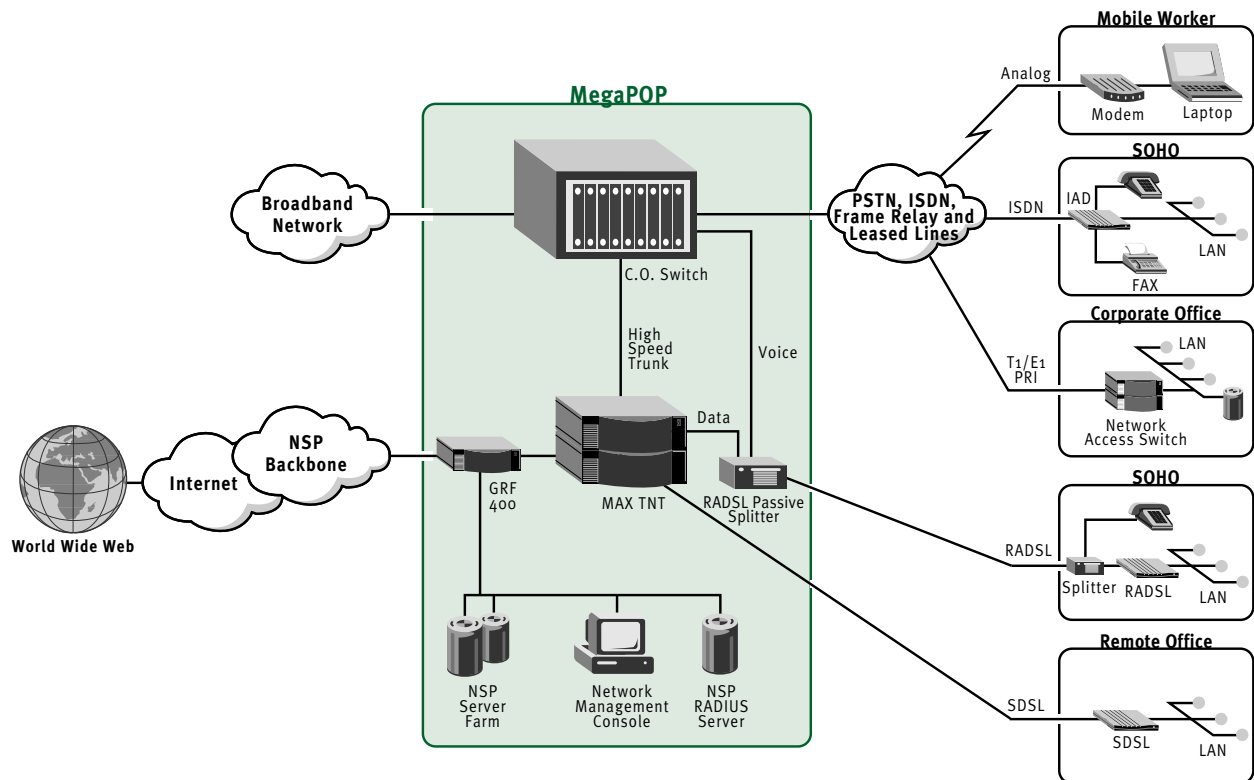 Mobile Worker
Analog
Modem
Laptop
MegaPOP
SOHO
IAD
ISDN
LAN
FAX
Broadband
Network
PSTN, ISDN,
Frame Relay and
Leased Lines
C.O. Switch
High
Speed
Trunk
Voice
Corporate Office
LAN
T1/E1
PRI
Network
Access Switch
Data
NSP
Backbone
Internet
GRF
400
MAX TNT
RADSL Passive
Splitter
World Wide Web
SOHO
RADSL
Splitter
RADSL
LAN
NSP
Server
Farm
Network
Management
Console
NSP
RADIUS
Server
Remote Office
SDSL
SDSL
LAN